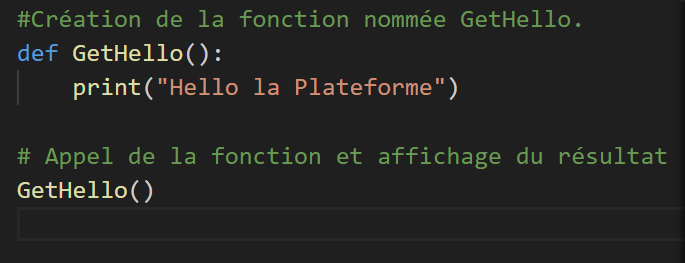 #Création de la fonction nommée GetHello.
def GetHello():
    print("Hello la Plateforme")
# Appel de la fonction et affichage du résultat
GetHello()